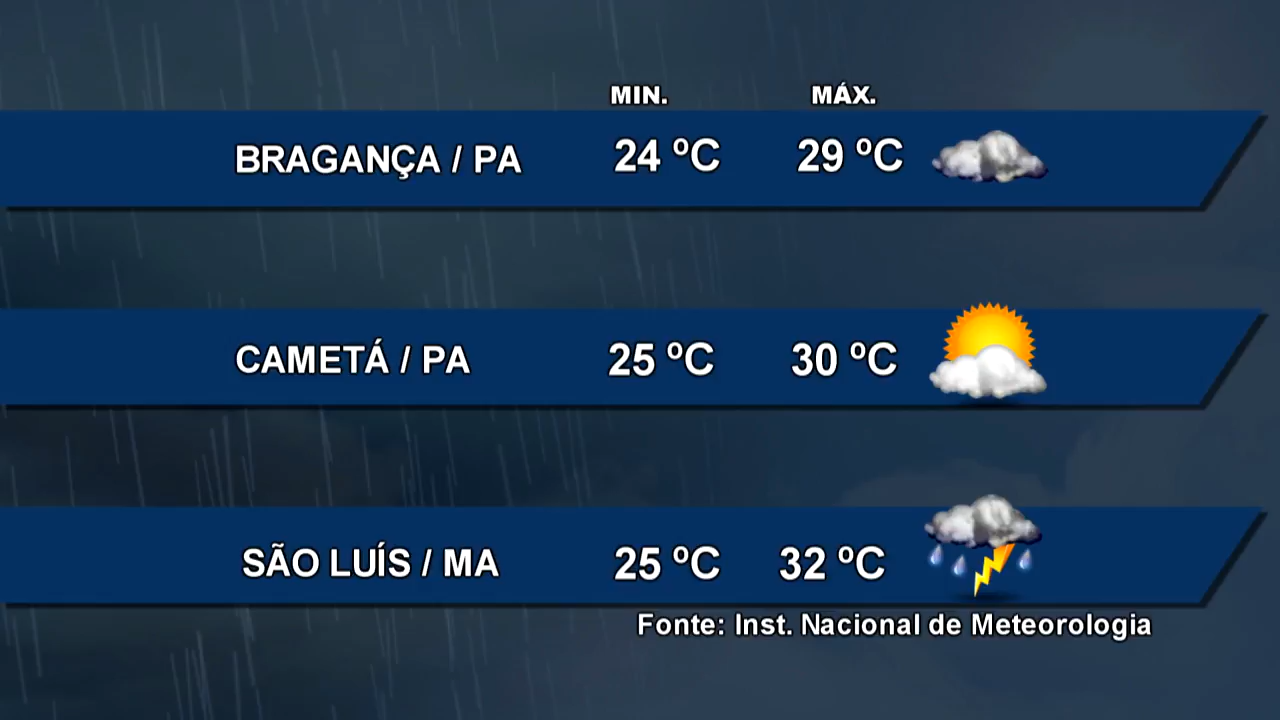 MIN. MÁX.
BRAGANÇA / PA 24 ºC 29 ºC
CAMETÁ / PA 25 ºC 30 ºC
SÃO LUÍS / MA 25 ºC 32 ºC
Fonte: Inst. Nacional de Meteorologia